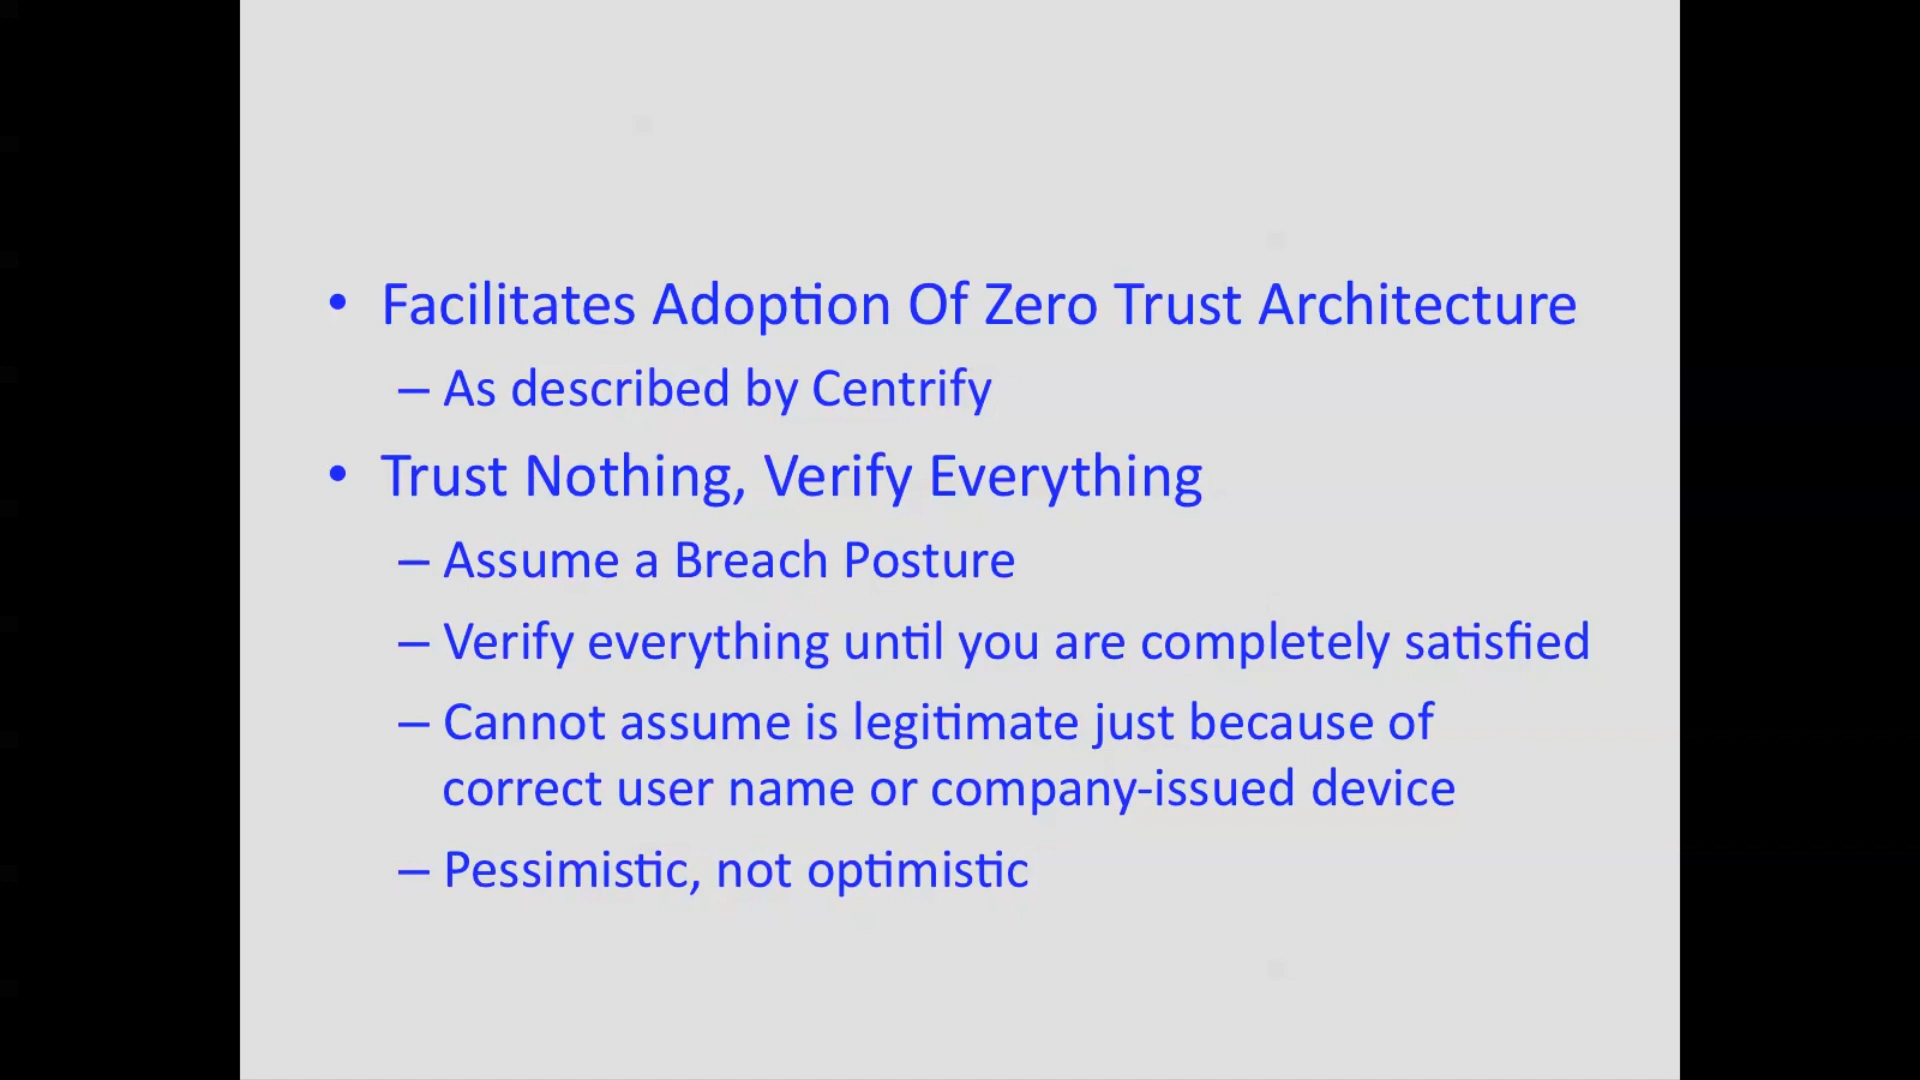 • Facilitates Adoption Of Zero Trust Architecture
– As described by Centrify
• Trust Nothing, Verify Everything
– Assume a Breach Posture
– Verify everything until you are completely satisfied
– Cannot assume is legitimate just because of
correct user name or company-issued device
– Pessimistic, not optimistic